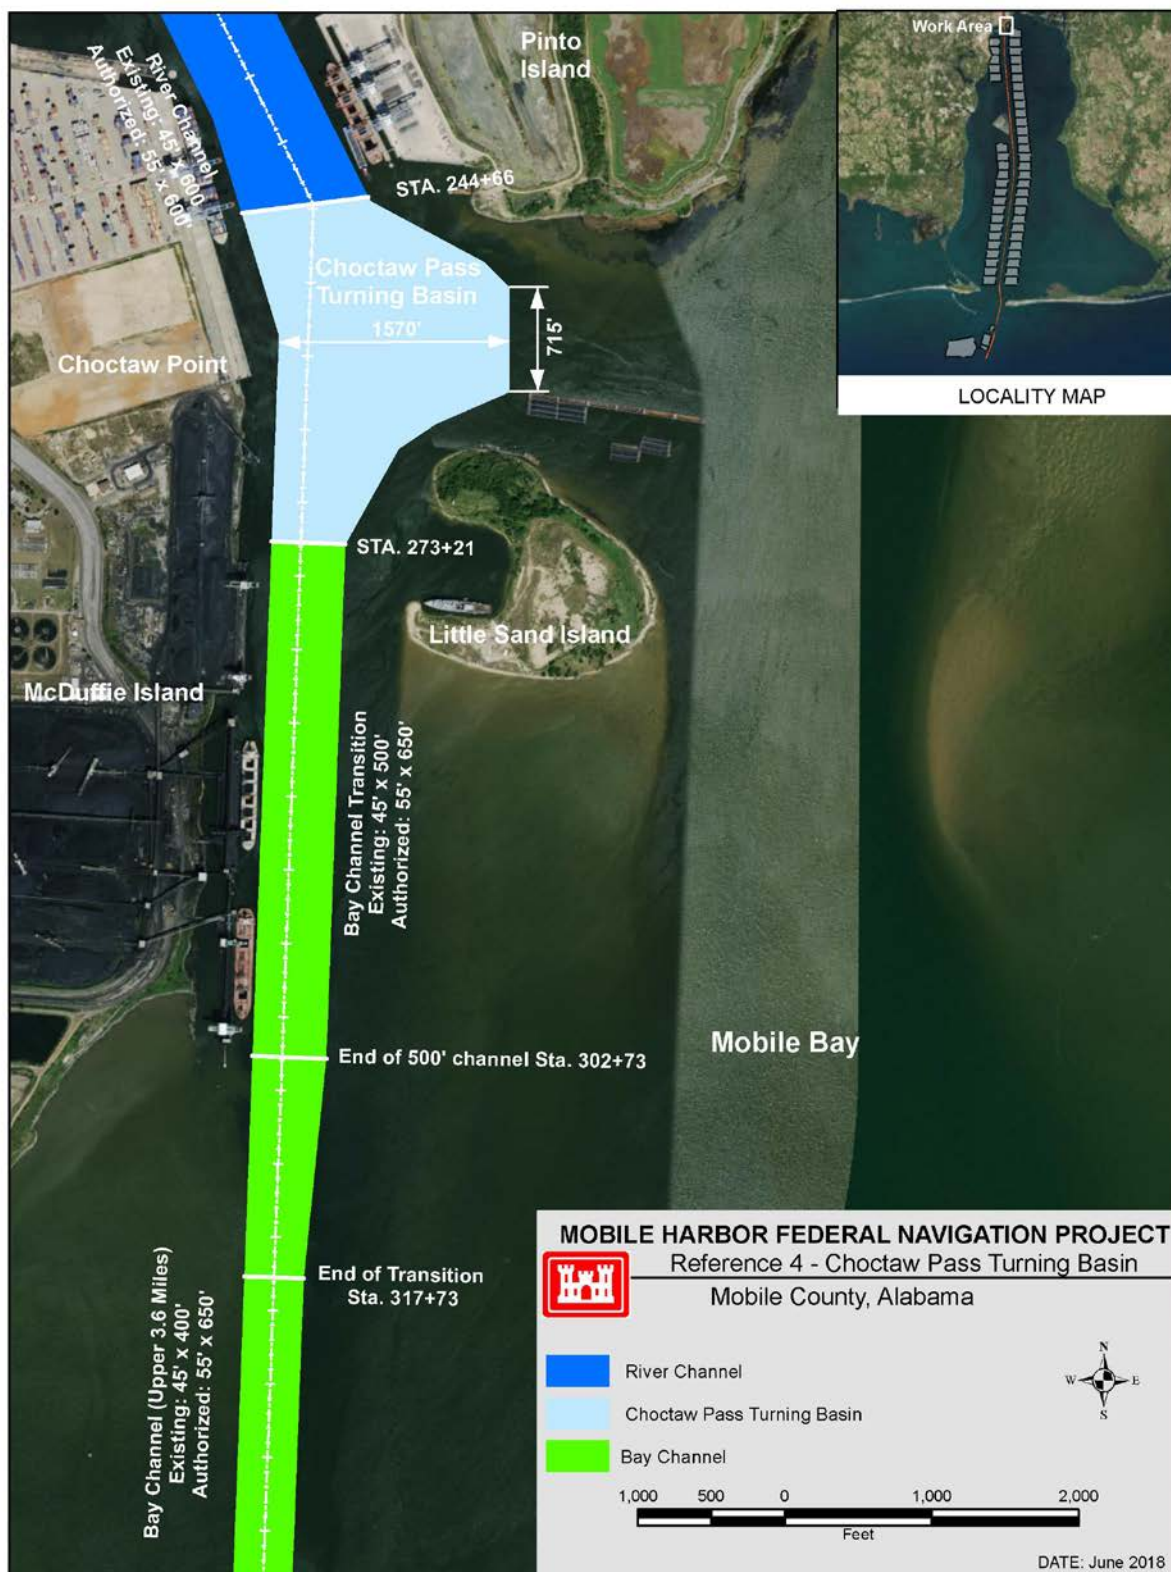 Pinto
Island
Work Area
LOCALITY MAP
River Channel
Existing: 45' x 600'
Authorized: 55' x 600'
STA. 244+66
Choctaw Pass
Turning Basin
1570'
715'
Choctaw Point
STA. 273+21
Little Sand Island
McDuffie Island
Bay Channel Transition
Existing: 45' x 500'
Authorized: 55' x 650'
End of 500' channel Sta. 302+73
Mobile Bay
End of Transition
Sta. 317+73
Bay Channel (Upper 3.6 Miles)
Existing: 45' x 400'
Authorized: 55' x 650'
MOBILE HARBOR FEDERAL NAVIGATION PROJECT
Reference 4 - Choctaw Pass Turning Basin
Mobile County, Alabama
River Channel
Choctaw Pass Turning Basin
Bay Channel
N
W E
S
1,000 500 0 1,000 2,000
Feet
DATE: June 2018